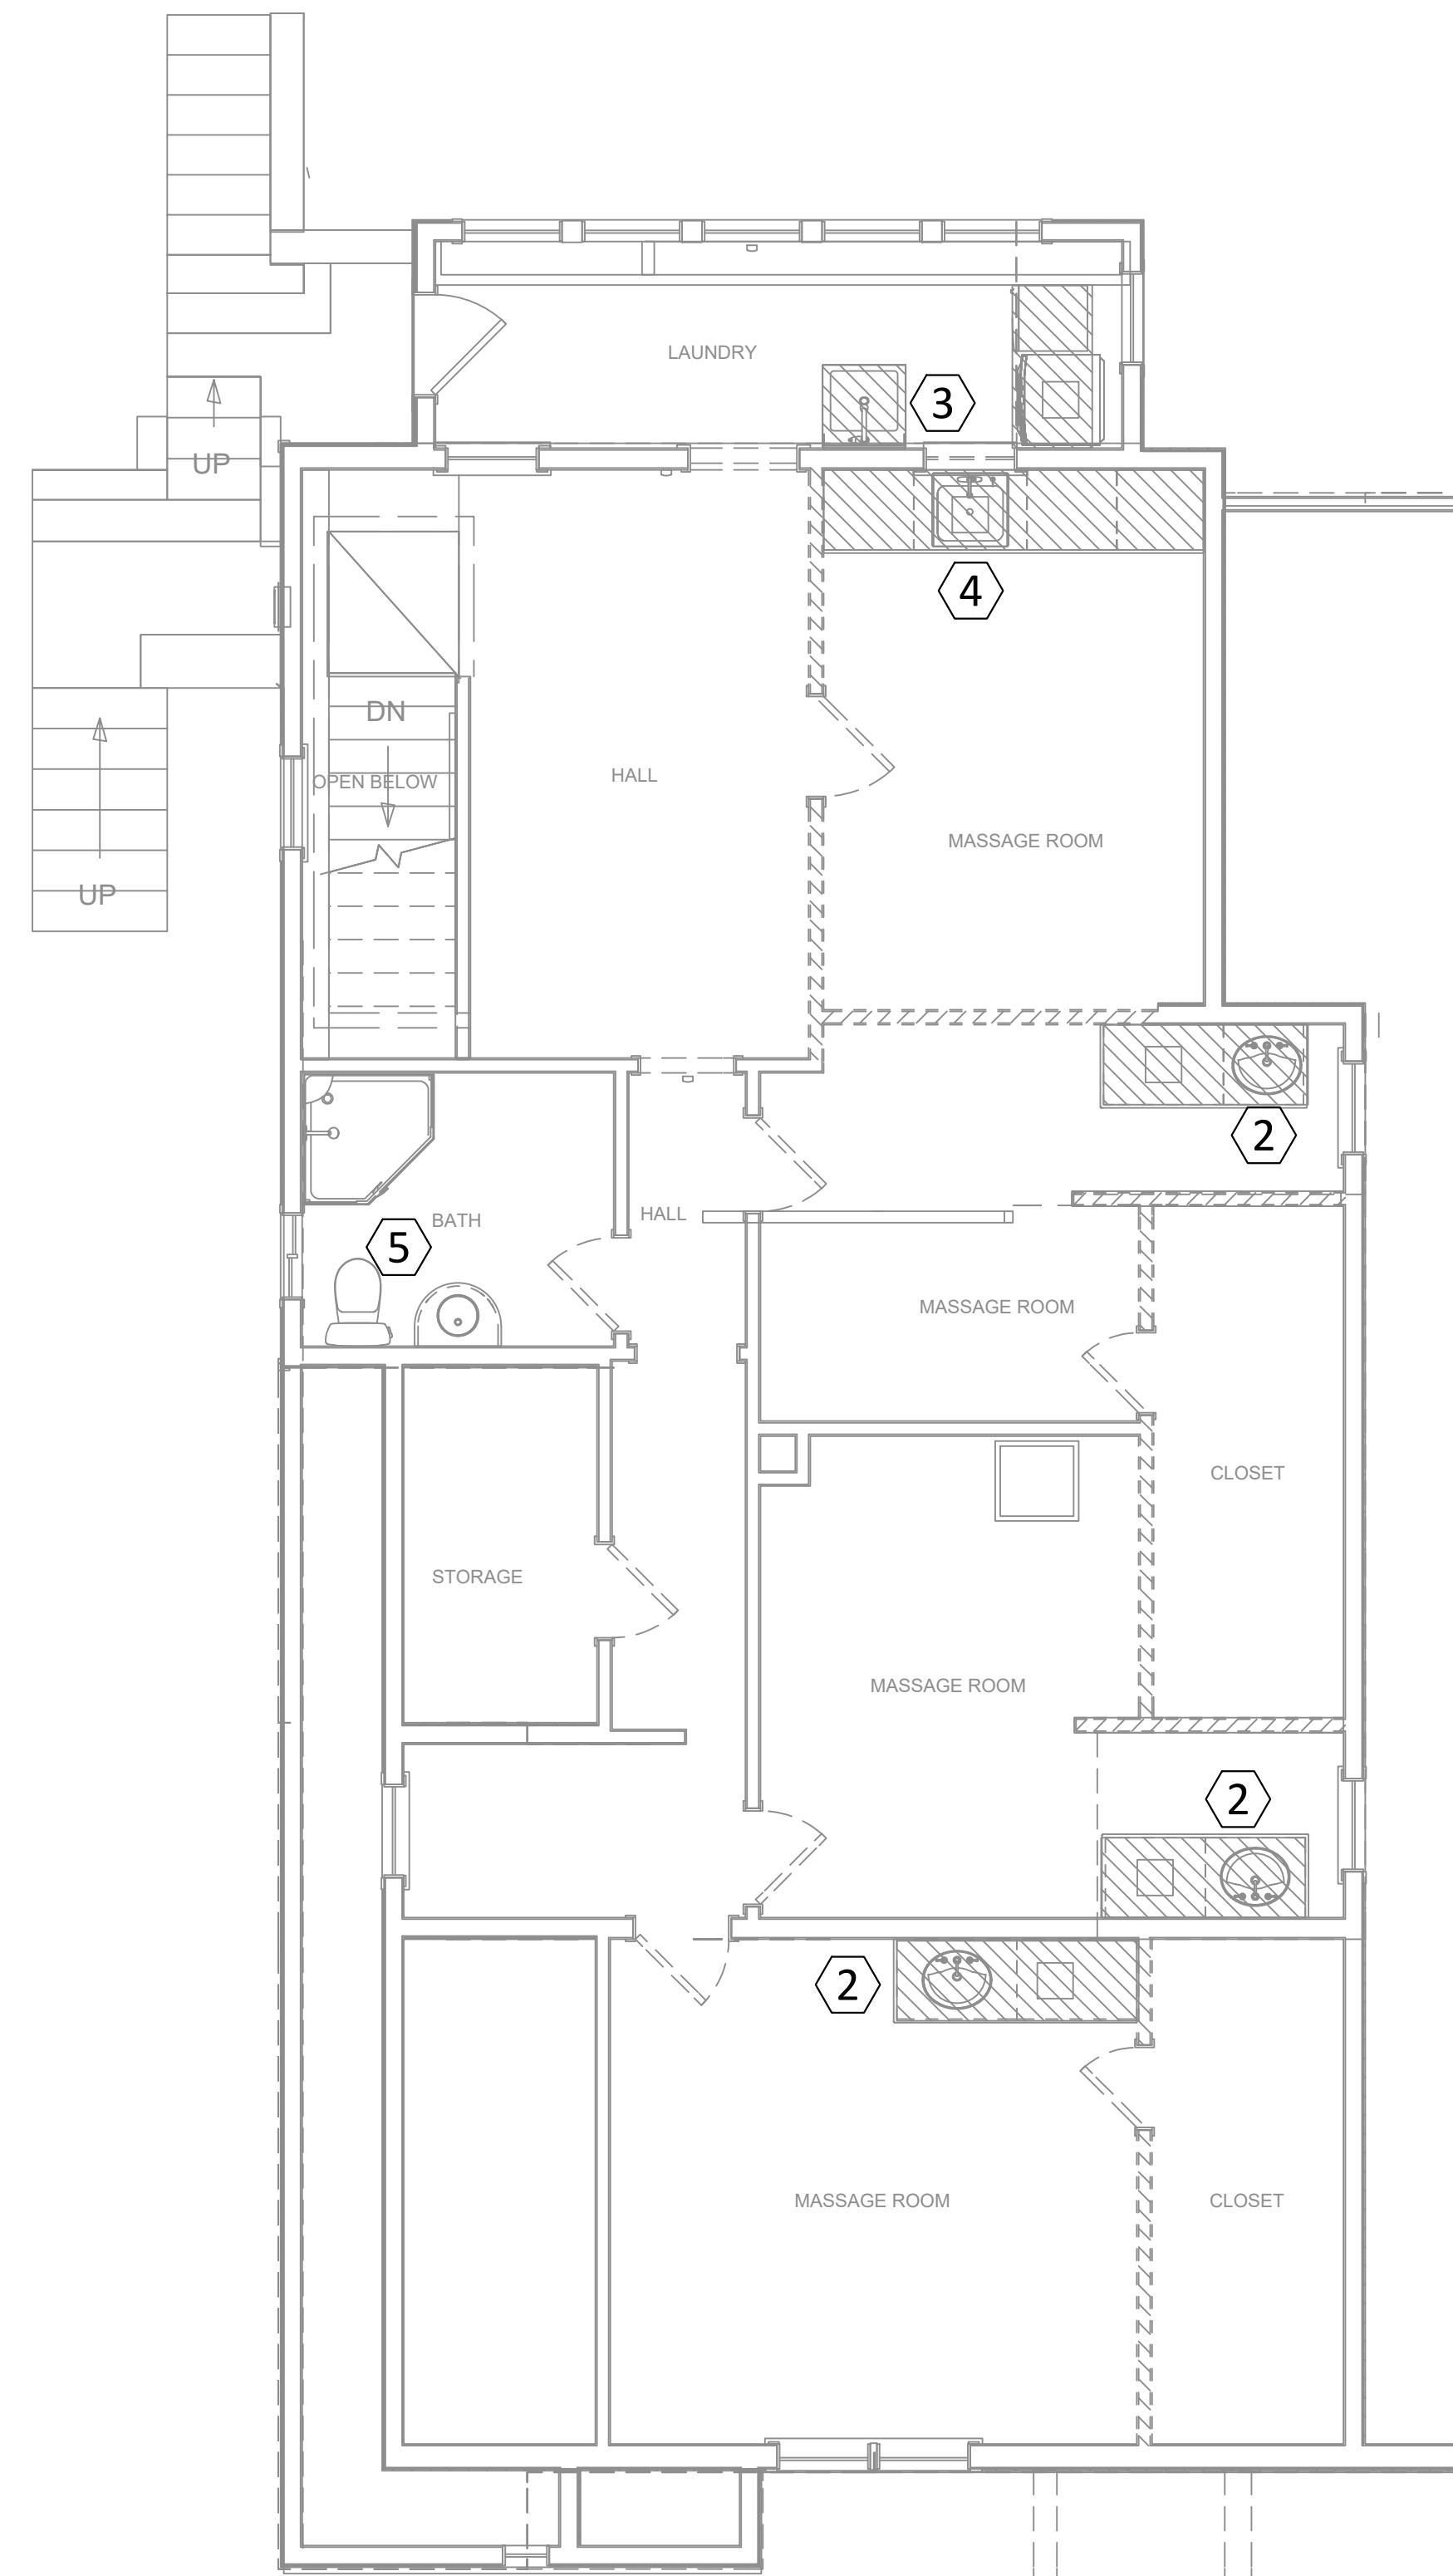 LAUNDRY
3
UP
4
DN
OPEN BELOW
HALL
MASSAGE ROOM
UP
2
HALL
BATH
5
MASSAGE ROOM
CLOSET
STORAGE
MASSAGE ROOM
2
2
MASSAGE ROOM
CLOSET